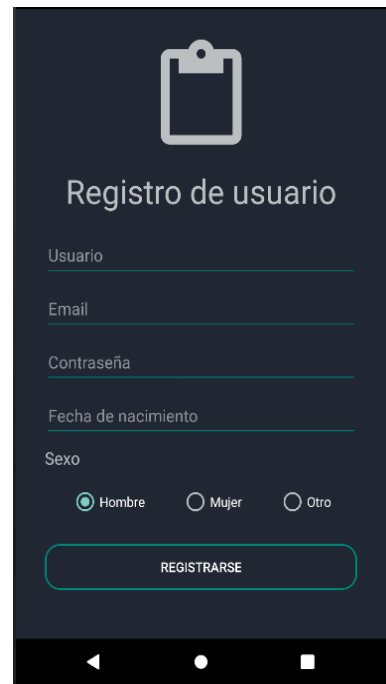 Registro de usuario
Usuario
Email
Contraseña
Fecha de nacimiento
Sexo
Hombre Mujer Otro
REGISTRARSE